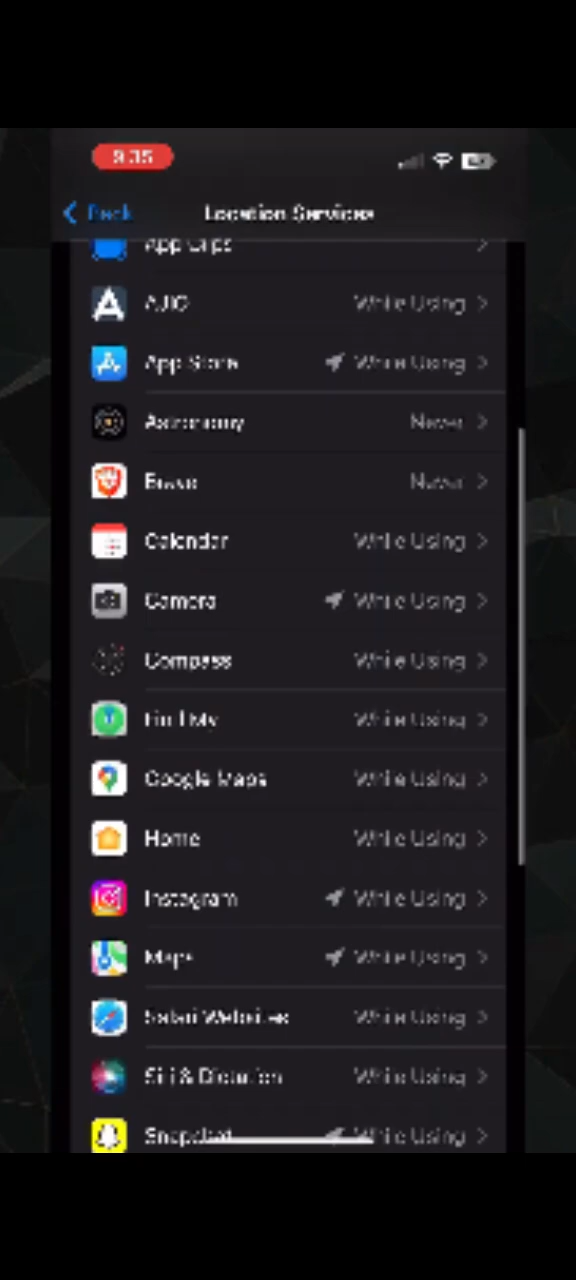 9:35
Back
Location Services
App Clips
AJIO While Using
App Store While Using
Astronomy Never
Brave Never
Calendar While Using
Camera While Using
Compass While Using
Find My While Using
Google Maps While Using
Home While Using
Instagram While Using
Maps While Using
Safari Websites While Using
Siri & Dictation While Using
Snapchat While Using